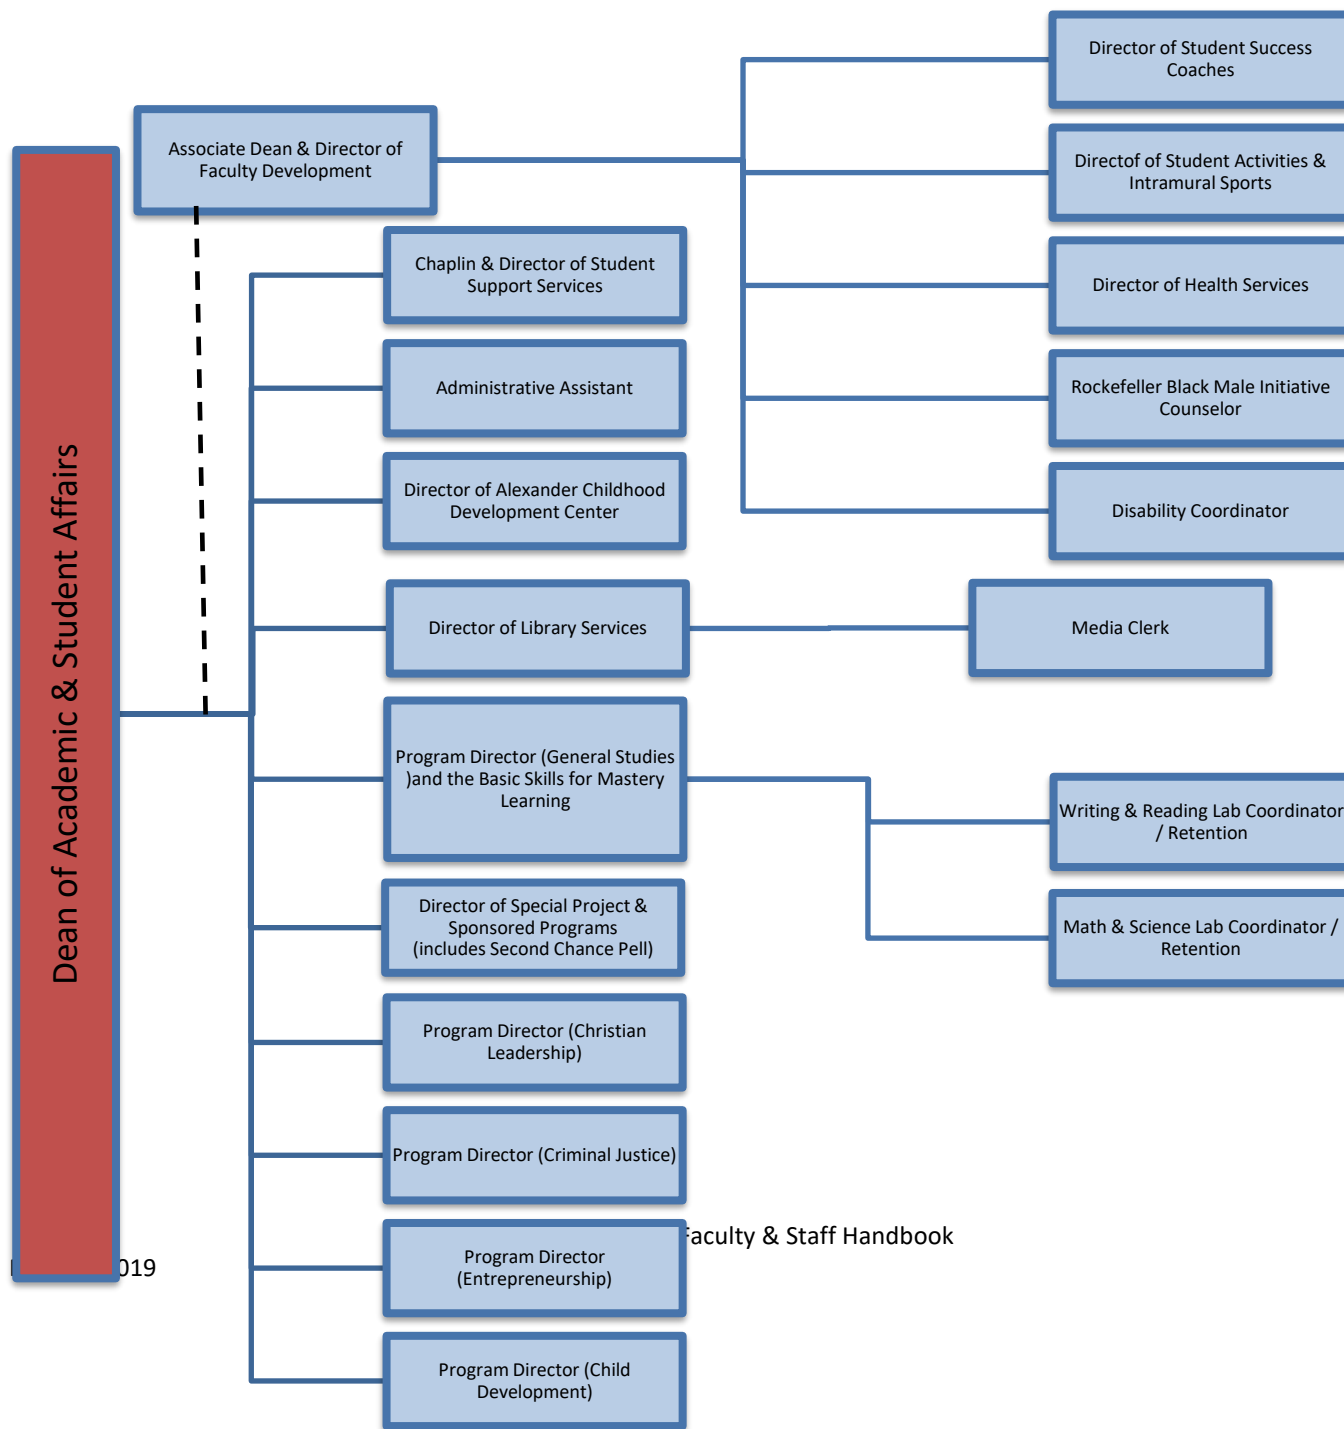 Director of Student Success
Coaches
Associate Dean & Director of
Faculty Development
Directof of Student Activities &
Intramural Sports
Chaplin & Director of Student
Support Services
Director of Health Services
Administrative Assistant
Rockefeller Black Male Initiative
Counselor
Director of Alexander Childhood
Development Center
Disability Coordinator
Dean of Academic & Student Affairs
Director of Library Services
Media Clerk
Program Director (General Studies
)and the Basic Skills for Mastery
Learning
Writing & Reading Lab Coordinator
/ Retention
Director of Special Project &
Sponsored Programs
(includes Second Chance Pell)
Math & Science Lab Coordinator /
Retention
Program Director (Christian
Leadership)
Program Director (Criminal Justice)
Faculty & Staff Handbook
Program Director
(Entrepreneurship)
019
Program Director (Child
Development)